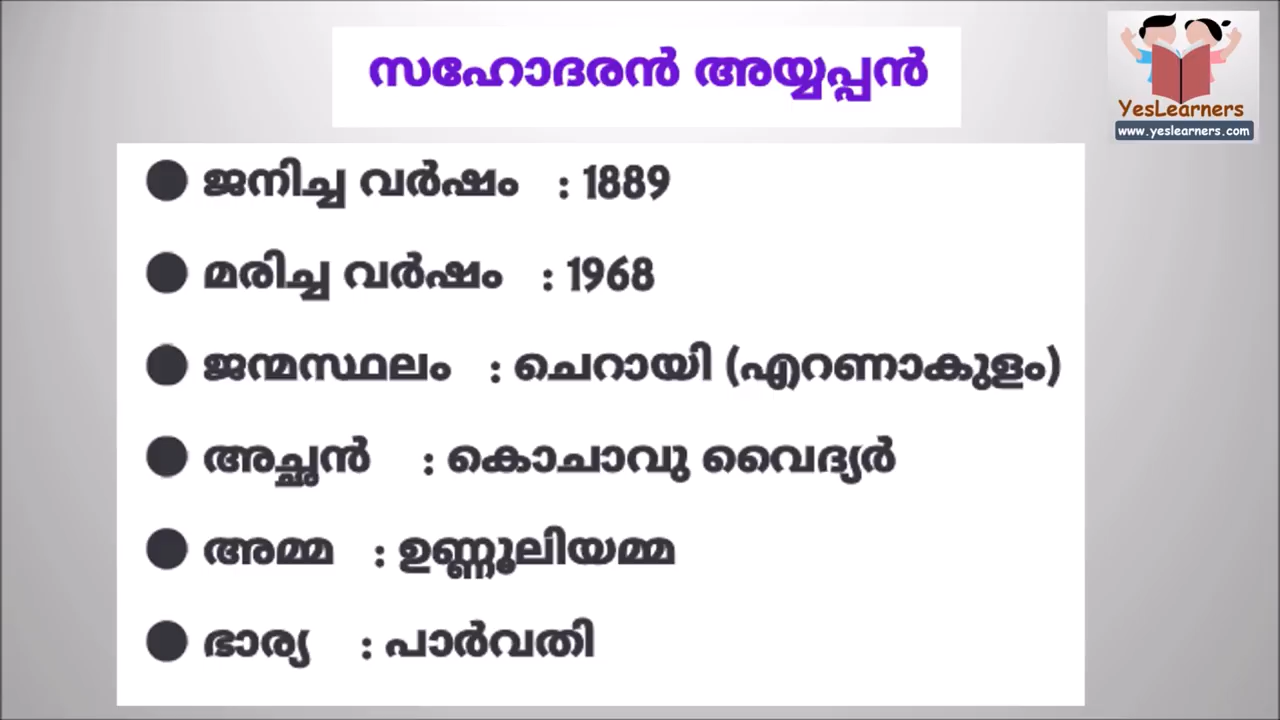 സഹോദരൻ അയ്യപ്പൻ
YesLearners
www.yeslearners.com
ജനിച്ച വർഷം : 1889
മരിച്ച വർഷം : 1968
ജന്മസ്ഥലം : ചെറായി (എറണാകുളം)
അച്ഛൻ : കൊചാവു വൈദ്യർ
അമ്മ : ഉണ്ണൂലിയമ്മ
ഭാര്യ : പാർവതി